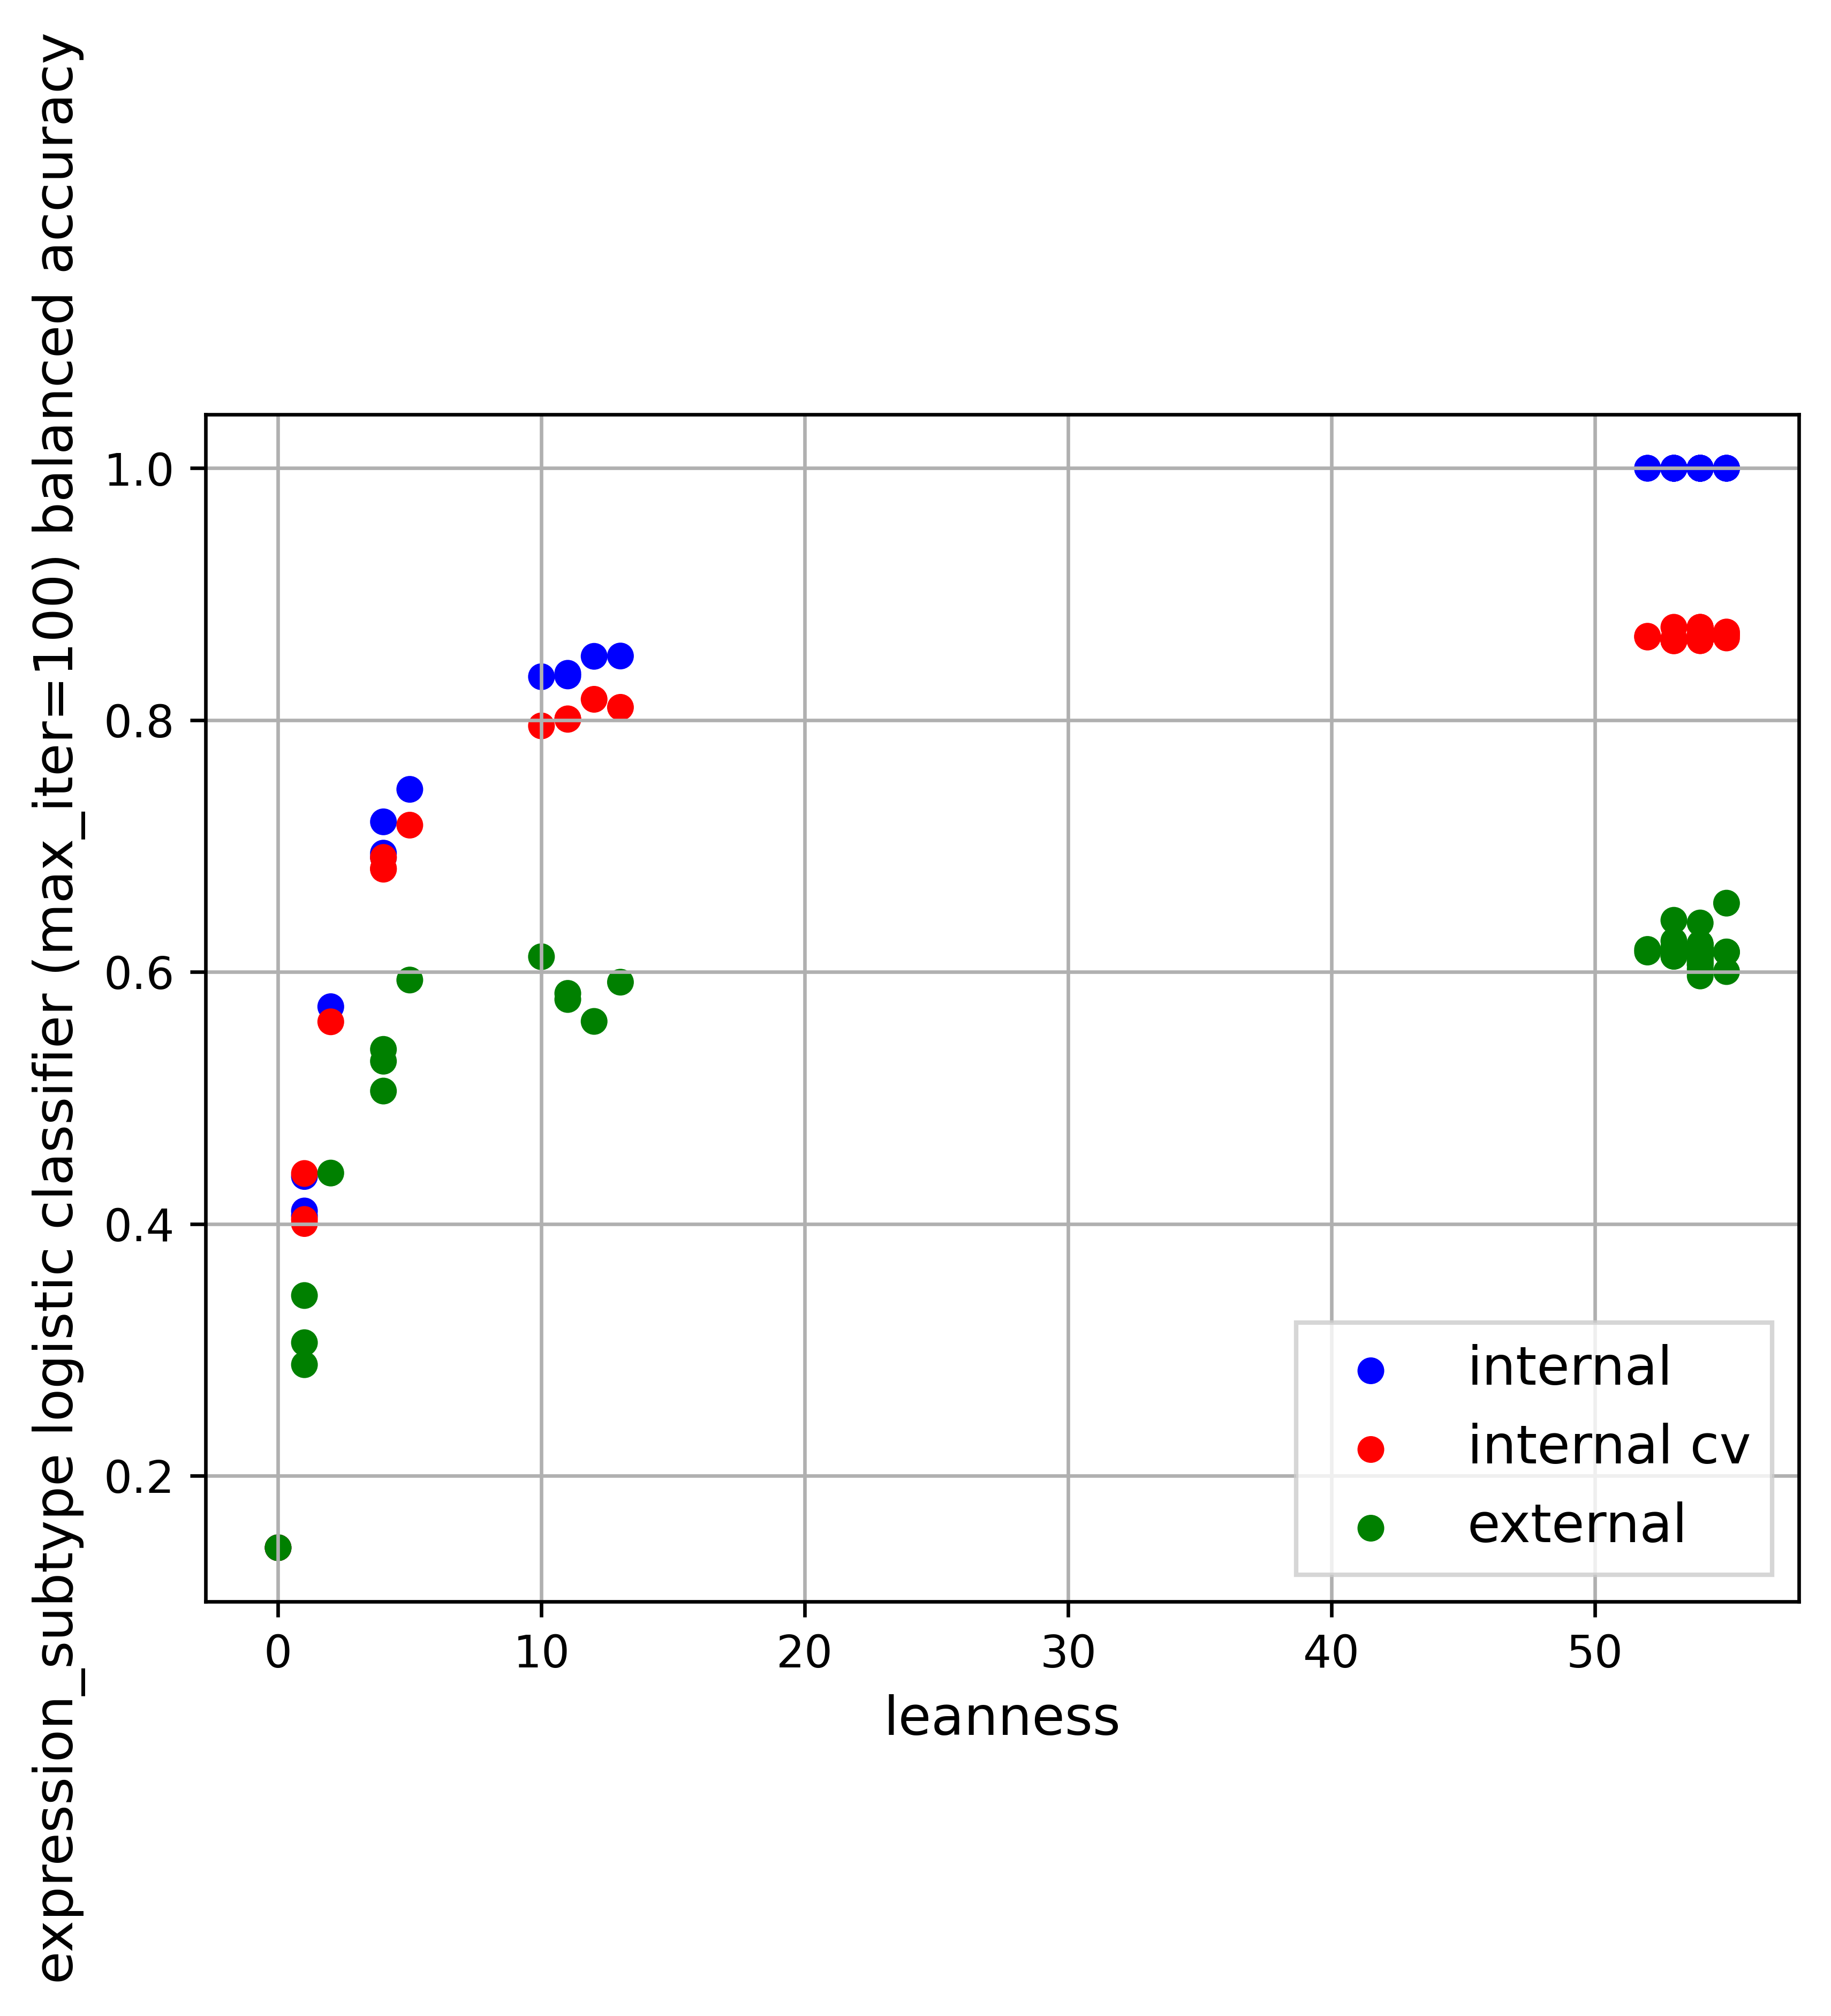 expression_subtype logistic classifier (max_iter=100) balanced accuracy
1.0
0.8
0.6
0.4
0.2
0
10
20
30
40
50
leanness
internal
internal cv
external